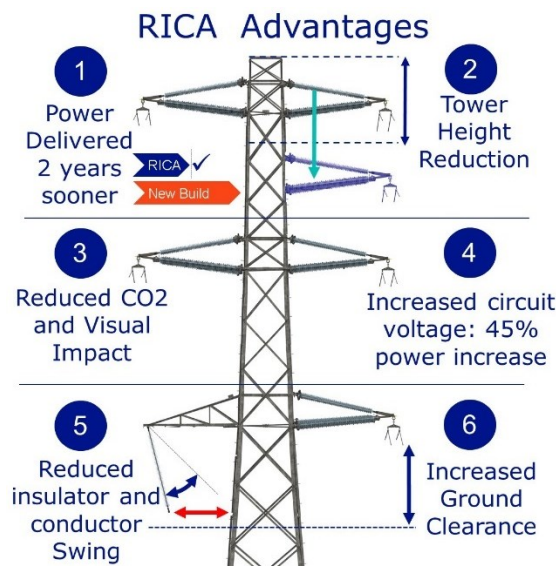 RICA Advantages
1
Power
Delivered
2 years
sooner
RICA
New Build
2
Tower
Height
Reduction
3
Reduced CO2
and Visual
Impact
4
Increased circuit
voltage: 45%
power increase
5
Reduced
insulator and
conductor
Swing
6
Increased
Ground
Clearance